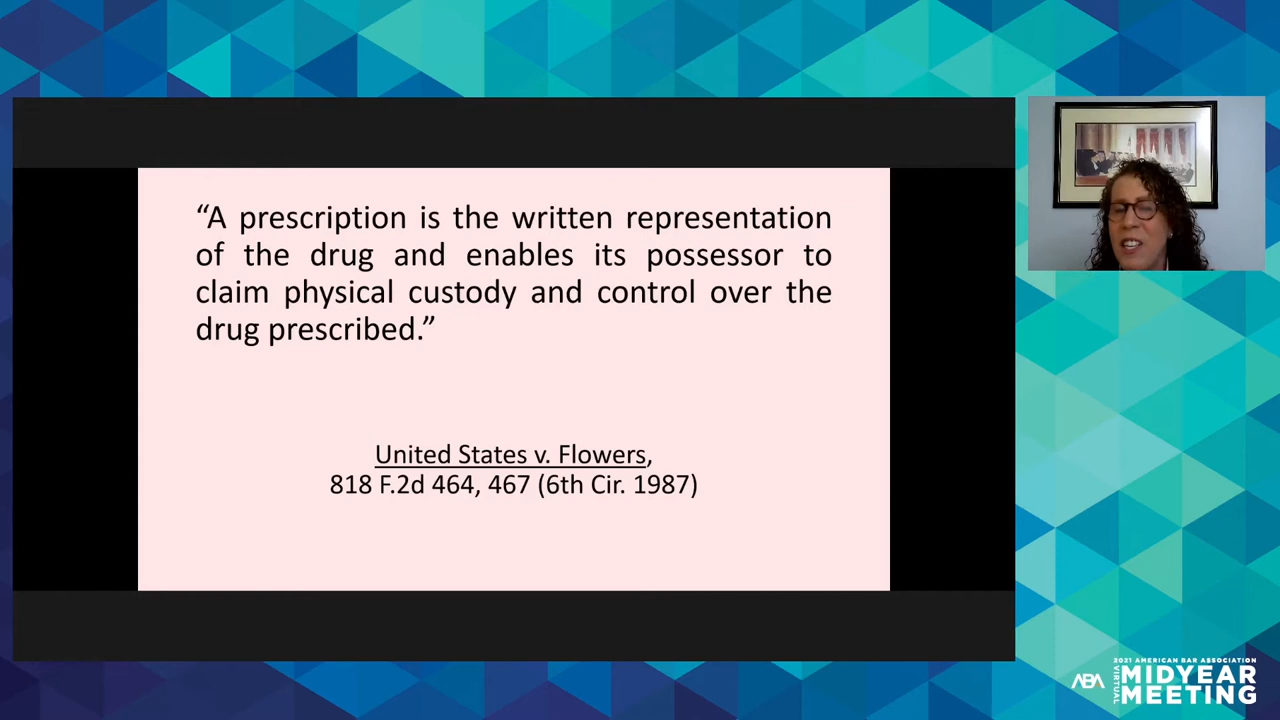 “A prescription is the written representation
of the drug and enables its possessor to
claim physical custody and control over the
drug prescribed.”
United States v. Flowers,
818 F.2d 464, 467 (6th Cir. 1987)
2021 AMERICAN BAR ASSOCIATION
ABA
VIRTUAL
MIDYEAR
MEETING